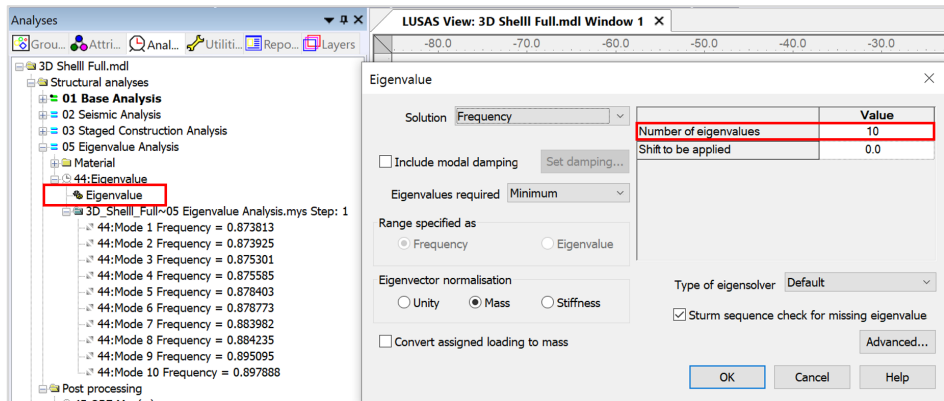 Analyses
LUSAS View: 3D Shelll Full.mdl Window 1
Grou... Attri... Anal... Utiliti... Repo... Layers
-80.0 -70.0 -60.0 -50.0 -40.0 -30.0
3D Shelll Full.mdl
Structural analyses
01 Base Analysis
02 Seismic Analysis
03 Staged Construction Analysis
05 Eigenvalue Analysis
Material
44:Eigenvalue
Eigenvalue
3D_Shelll_Full~05 Eigenvalue Analysis.mys Step: 1
44:Mode 1 Frequency = 0.873813
44:Mode 2 Frequency = 0.873925
44:Mode 3 Frequency = 0.875301
44:Mode 4 Frequency = 0.875585
44:Mode 5 Frequency = 0.878403
44:Mode 6 Frequency = 0.878773
44:Mode 7 Frequency = 0.883982
44:Mode 8 Frequency = 0.884235
44:Mode 9 Frequency = 0.895095
44:Mode 10 Frequency = 0.897888
Post processing
Eigenvalue
Solution Frequency
Include modal damping Set damping...
Eigenvalues required Minimum
Range specified as
Frequency Eigenvalue
Eigenvector normalisation
Unity Mass Stiffness
Convert assigned loading to mass
Value
Number of eigenvalues 10
Shift to be applied 0.0
Type of eigensolver Default
Sturm sequence check for missing eigenvalue
Advanced...
OK Cancel Help